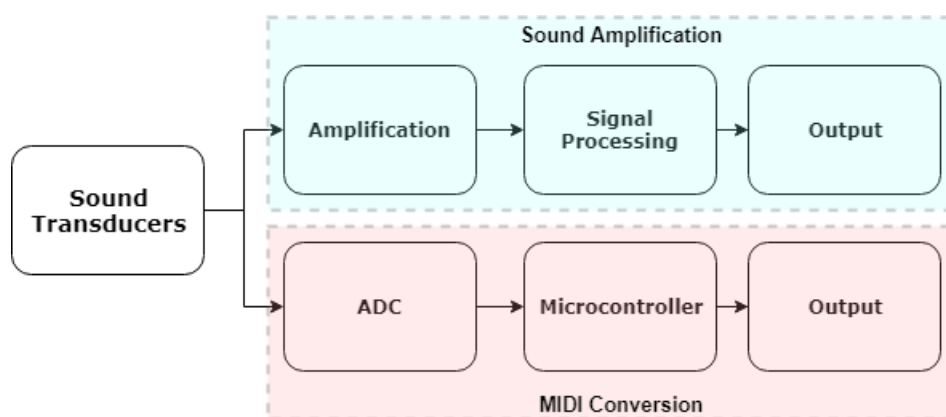 Sound Amplification
Amplification
Signal
Processing
Output
Sound
Transducers
ADC
Microcontroller
Output
MIDI Conversion